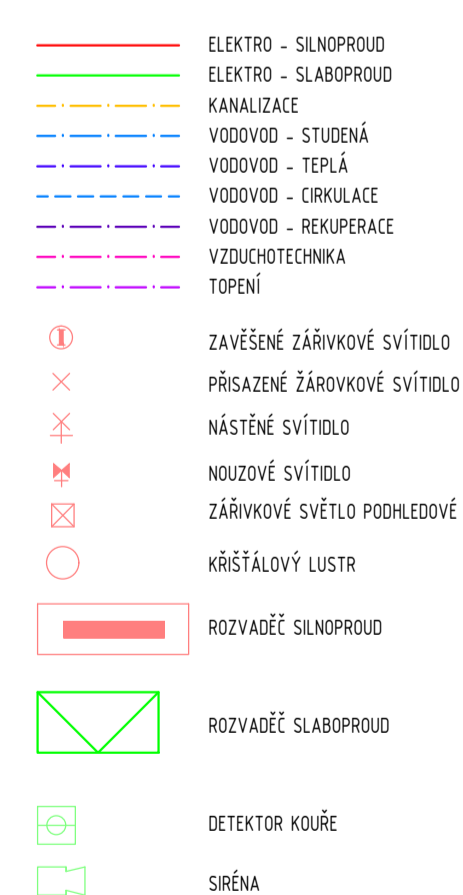 ELEKTRO - SILNOPROUD
ELEKTRO - SLABOPROUD
KANALIZACE
VODOVOD - STUDENÁ
VODOVOD - TEPLÁ
VODOVOD - CIRKULACE
VODOVOD - REKUPERACE
VZDUCHOTECHNIKA
TOPENÍ
ZAVĚŠENÉ ZÁŘIVKOVÉ SVÍTIDLO
PŘISAZENÉ ŽÁROVKOVÉ SVÍTIDLO
NÁSTĚNÉ SVÍTIDLO
NOUZOVÉ SVÍTIDLO
ZÁŘIVKOVÉ SVĚTLO PODHLEDOVÉ
KŘIŠŤÁLOVÝ LUSTR
ROZVADĚČ SILNOPROUD
ROZVADĚČ SLABOPROUD
DETEKTOR KOUŘE
SIRÉNA